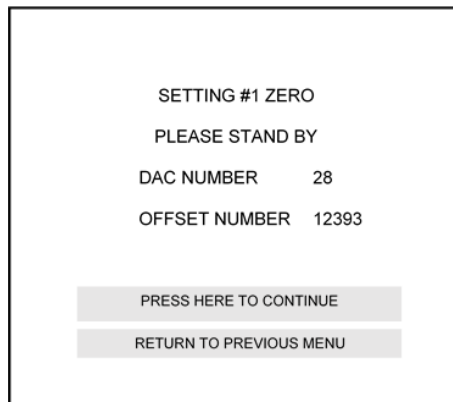 SETTING #1 ZERO
PLEASE STAND BY
DAC NUMBER 28
OFFSET NUMBER 12393
PRESS HERE TO CONTINUE
RETURN TO PREVIOUS MENU